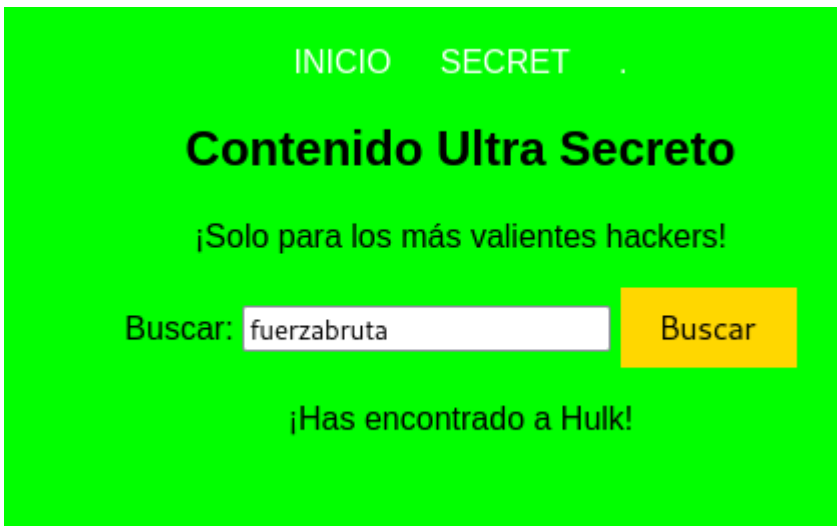 INICIO SECRET .
Contenido Ultra Secreto
¡Solo para los más valientes hackers!
Buscar: fuerzabruta Buscar
¡Has encontrado a Hulk!